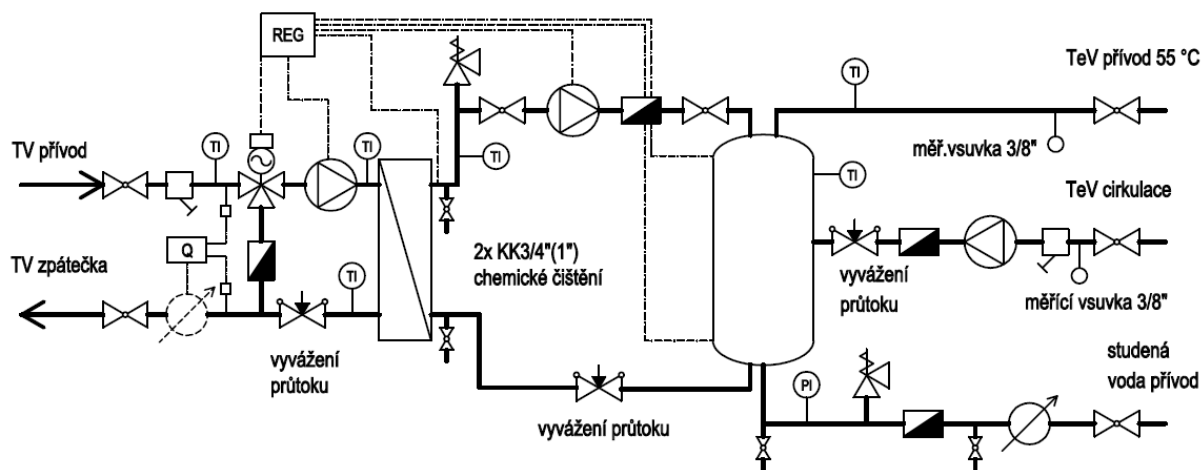 REG
TeV přívod 55 °C
TI
měř.vsuvka 3/8"
TV přívod
TI
TI
TI
TI
TeV cirkulace
Q
2x KK3/4"(1")
chemické čištění
TV zpátečka
TI
vyvážení
průtoku
měřící vsuvka 3/8"
vyvážení
průtoku
studená
voda přívod
PI
vyvážení průtoku